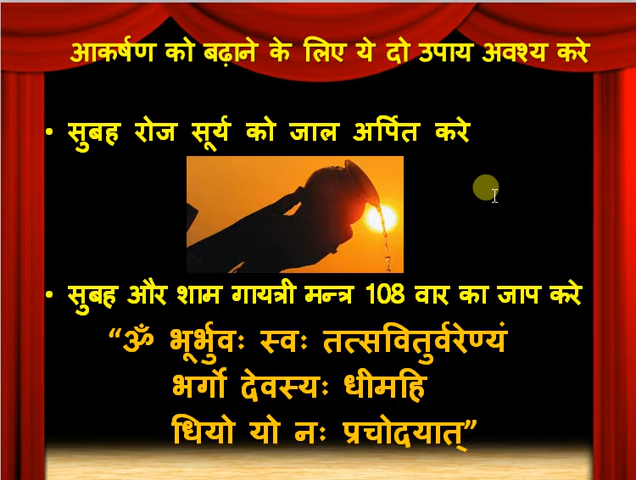 आकर्षण को बढ़ाने के लिए ये दो उपाय अवश्य करे
• सुबह रोज सूर्य को जाल अर्पित करे
• सुबह और शाम गायत्री मन्त्र 108 वार का जाप करे
“ॐ भूर्भुवः स्वः तत्सवितुर्वरेण्यं
भर्गो देवस्यः धीमहि
धियो यो नः प्रचोदयात्”